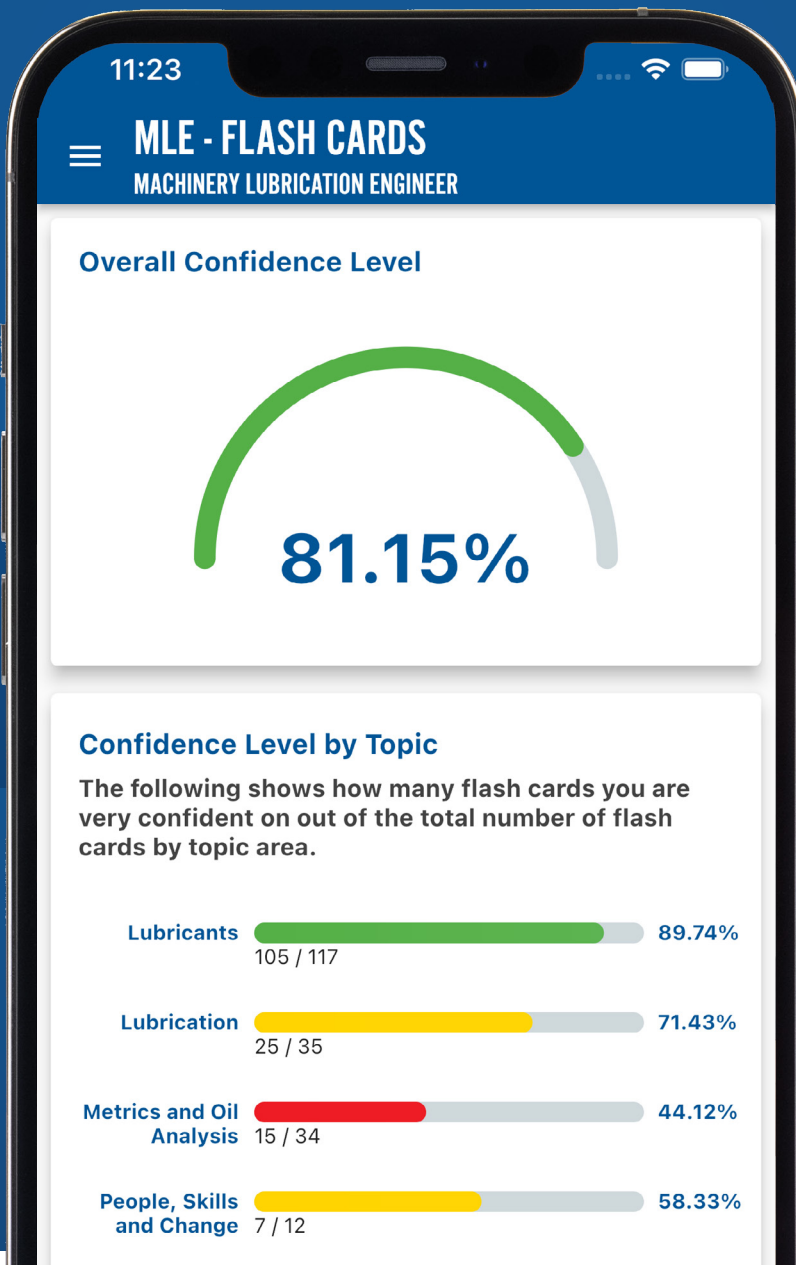 11:23
MLE - FLASH CARDS
MACHINERY LUBRICATION ENGINEER
Overall Confidence Level
81.15%
Confidence Level by Topic
The following shows how many flash cards you are
very confident on out of the total number of flash
cards by topic area.
Lubricants 89.74%
105 / 117
Lubrication 71.43%
25 / 35
Metrics and Oil 44.12%
Analysis 15 / 34
People, Skills 58.33%
and Change 7 / 12